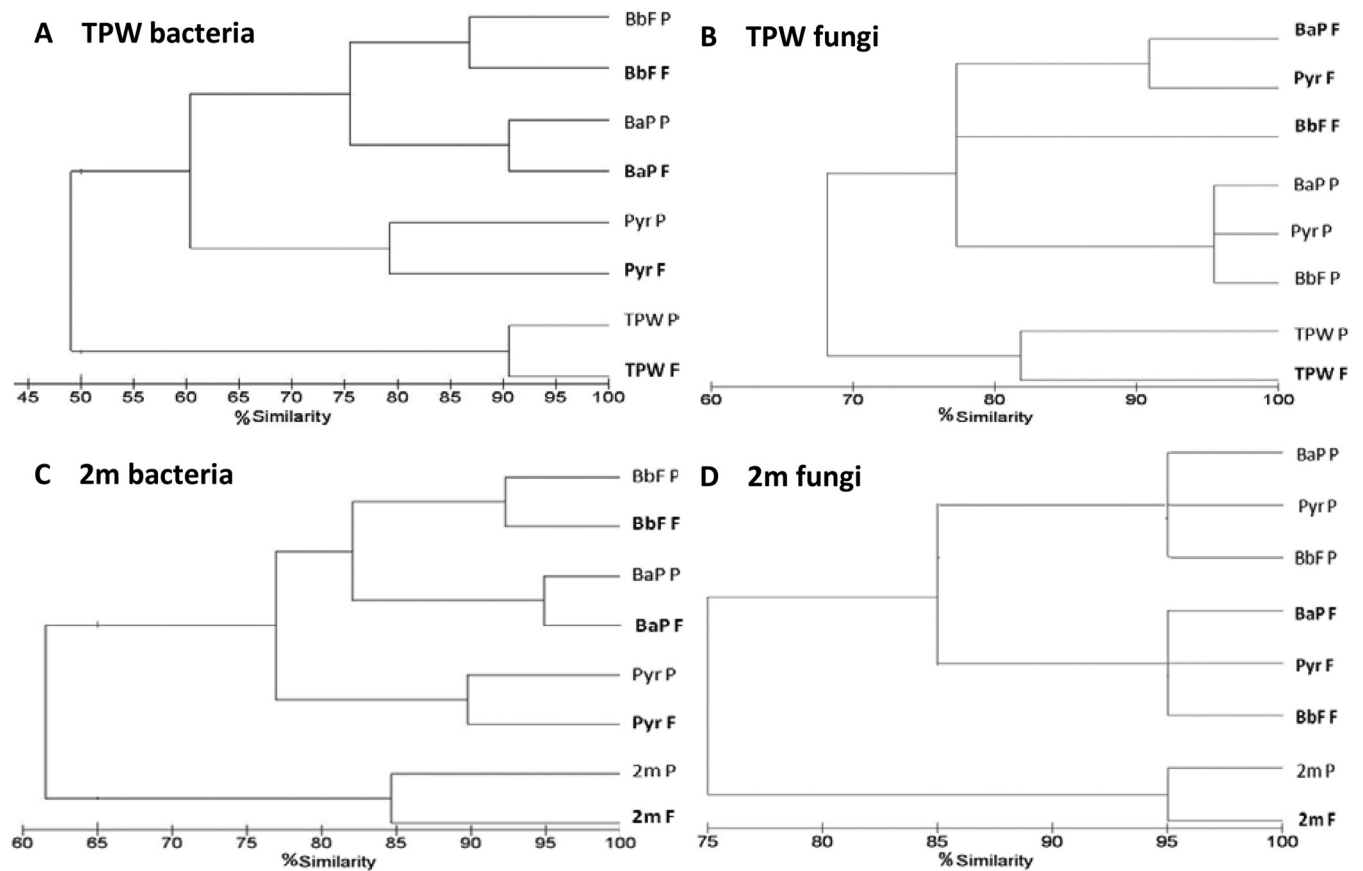 A TPW bacteria
BbF P
BbF F
BaP P
BaP F
Pyr P
Pyr F
TPW P
TPW F
45 50 55 60 65 70 75 80 85 90 95 100
% Similarity
B TPW fungi
BaP F
Pyr F
BbF F
BaP P
Pyr P
BbF P
TPW P
TPW F
60 70 80 90 100
% Similarity
C 2m bacteria
BbF P
BbF F
BaP P
BaP F
Pyr P
Pyr F
2m P
2m F
60 65 70 75 80 85 90 95 100
% Similarity
D 2m fungi
BaP P
Pyr P
BbF P
BaP F
Pyr F
BbF F
2m P
2m F
75 80 85 90 95 100
% Similarity